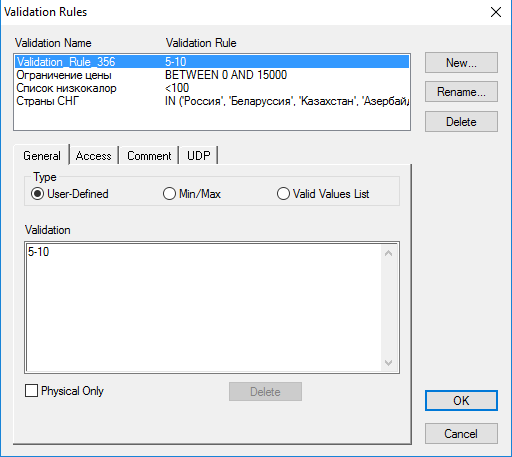 Validation Rules
Validation Name Validation Rule
Validation_Rule_356 5-10
Ограничение цены BETWEEN 0 AND 15000
Список низкокалор <100
Страны СНГ IN ('Россия', 'Беларуссия', 'Казахстан', 'Азербайд
New...
Rename...
Delete
General Access Comment UDP
Type
User-Defined Min/Max Valid Values List
Validation
5-10
Physical Only Delete
OK
Cancel